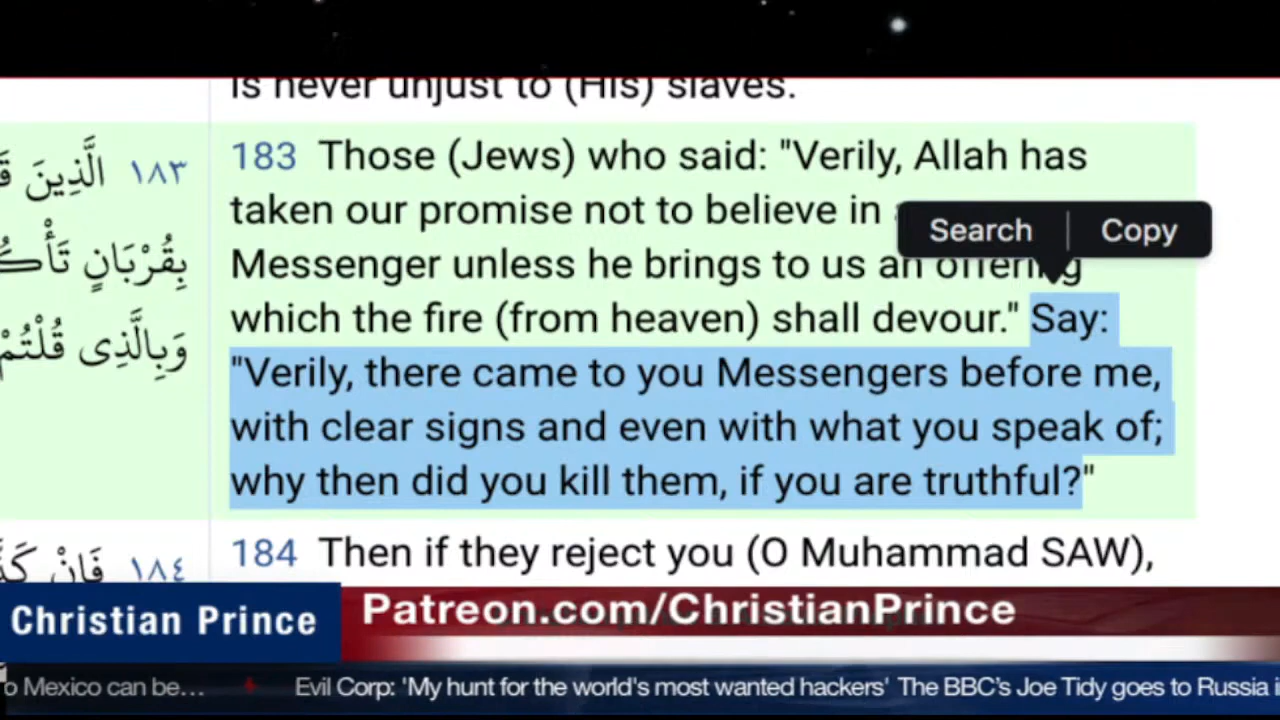 is never unjust to (His) slaves.
183 Those (Jews) who said: "Verily, Allah has
taken our promise not to believe in
Messenger unless he brings to us an offering
which the fire (from heaven) shall devour." Say:
"Verily, there came to you Messengers before me,
with clear signs and even with what you speak of;
why then did you kill them, if you are truthful?"
184 Then if they reject you (O Muhammad SAW),
١٨٣ الَّذِينَ
بِقُرْبَانٍ
وَبِالَّذِى قُلْتُمْ
١٨٤ فَإِنْ
Search
Copy
Christian Prince
Patreon.com/ChristianPrince
o Mexico can be... Evil Corp: 'My hunt for the world's most wanted hackers' The BBC's Joe Tidy goes to Russia